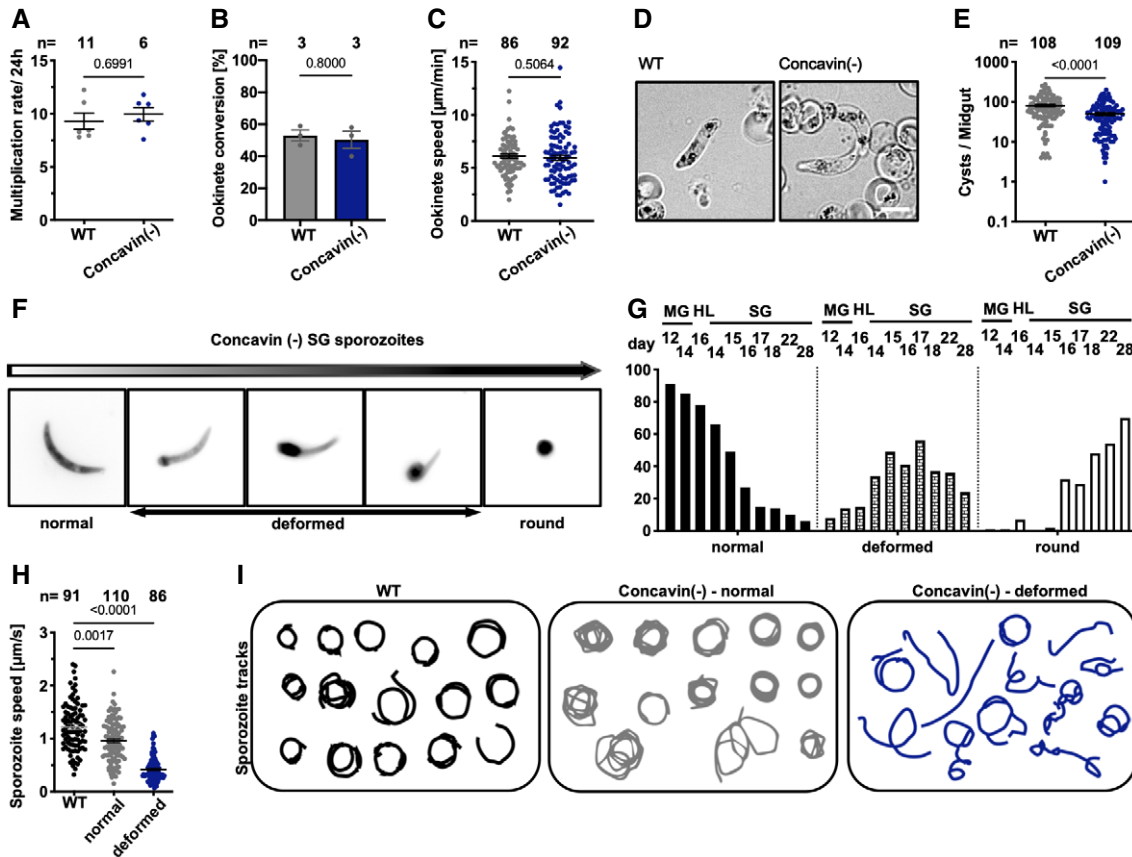 A
n= 11 6
0.6991
Multiplication rate/ 24h
15
10
5
0
WT
Concavin(-)
B
n= 3 3
0.8000
Ookinete conversion [%]
100
80
60
40
20
0
WT
Concavin(-)
C
n= 86 92
0.5064
Ookinete speed [µm/min]
15
10
5
0
WT
Concavin(-)
D
WT
Concavin(-)
E
n= 108 109
<0.0001
Cysts / Midgut
1000
100
10
1
0.1
WT
Concavin(-)
F
Concavin (-) SG sporozoites
normal
deformed
round
G
MG HL SG MG HL SG MG HL SG
day 12 14 16 14 15 16 17 18 22 28 12 14 16 14 15 16 17 18 22 28 12 14 16 14 15 16 17 18 22 28
100
80
60
40
20
0
normal
deformed
round
H
n= 91 110 86
<0.0001
0.0017
Sporozoite speed [µm/s]
3
2
1
0
WT
normal
deformed
I
Sporozoite tracks
WT
Concavin(-) - normal
Concavin(-) - deformed